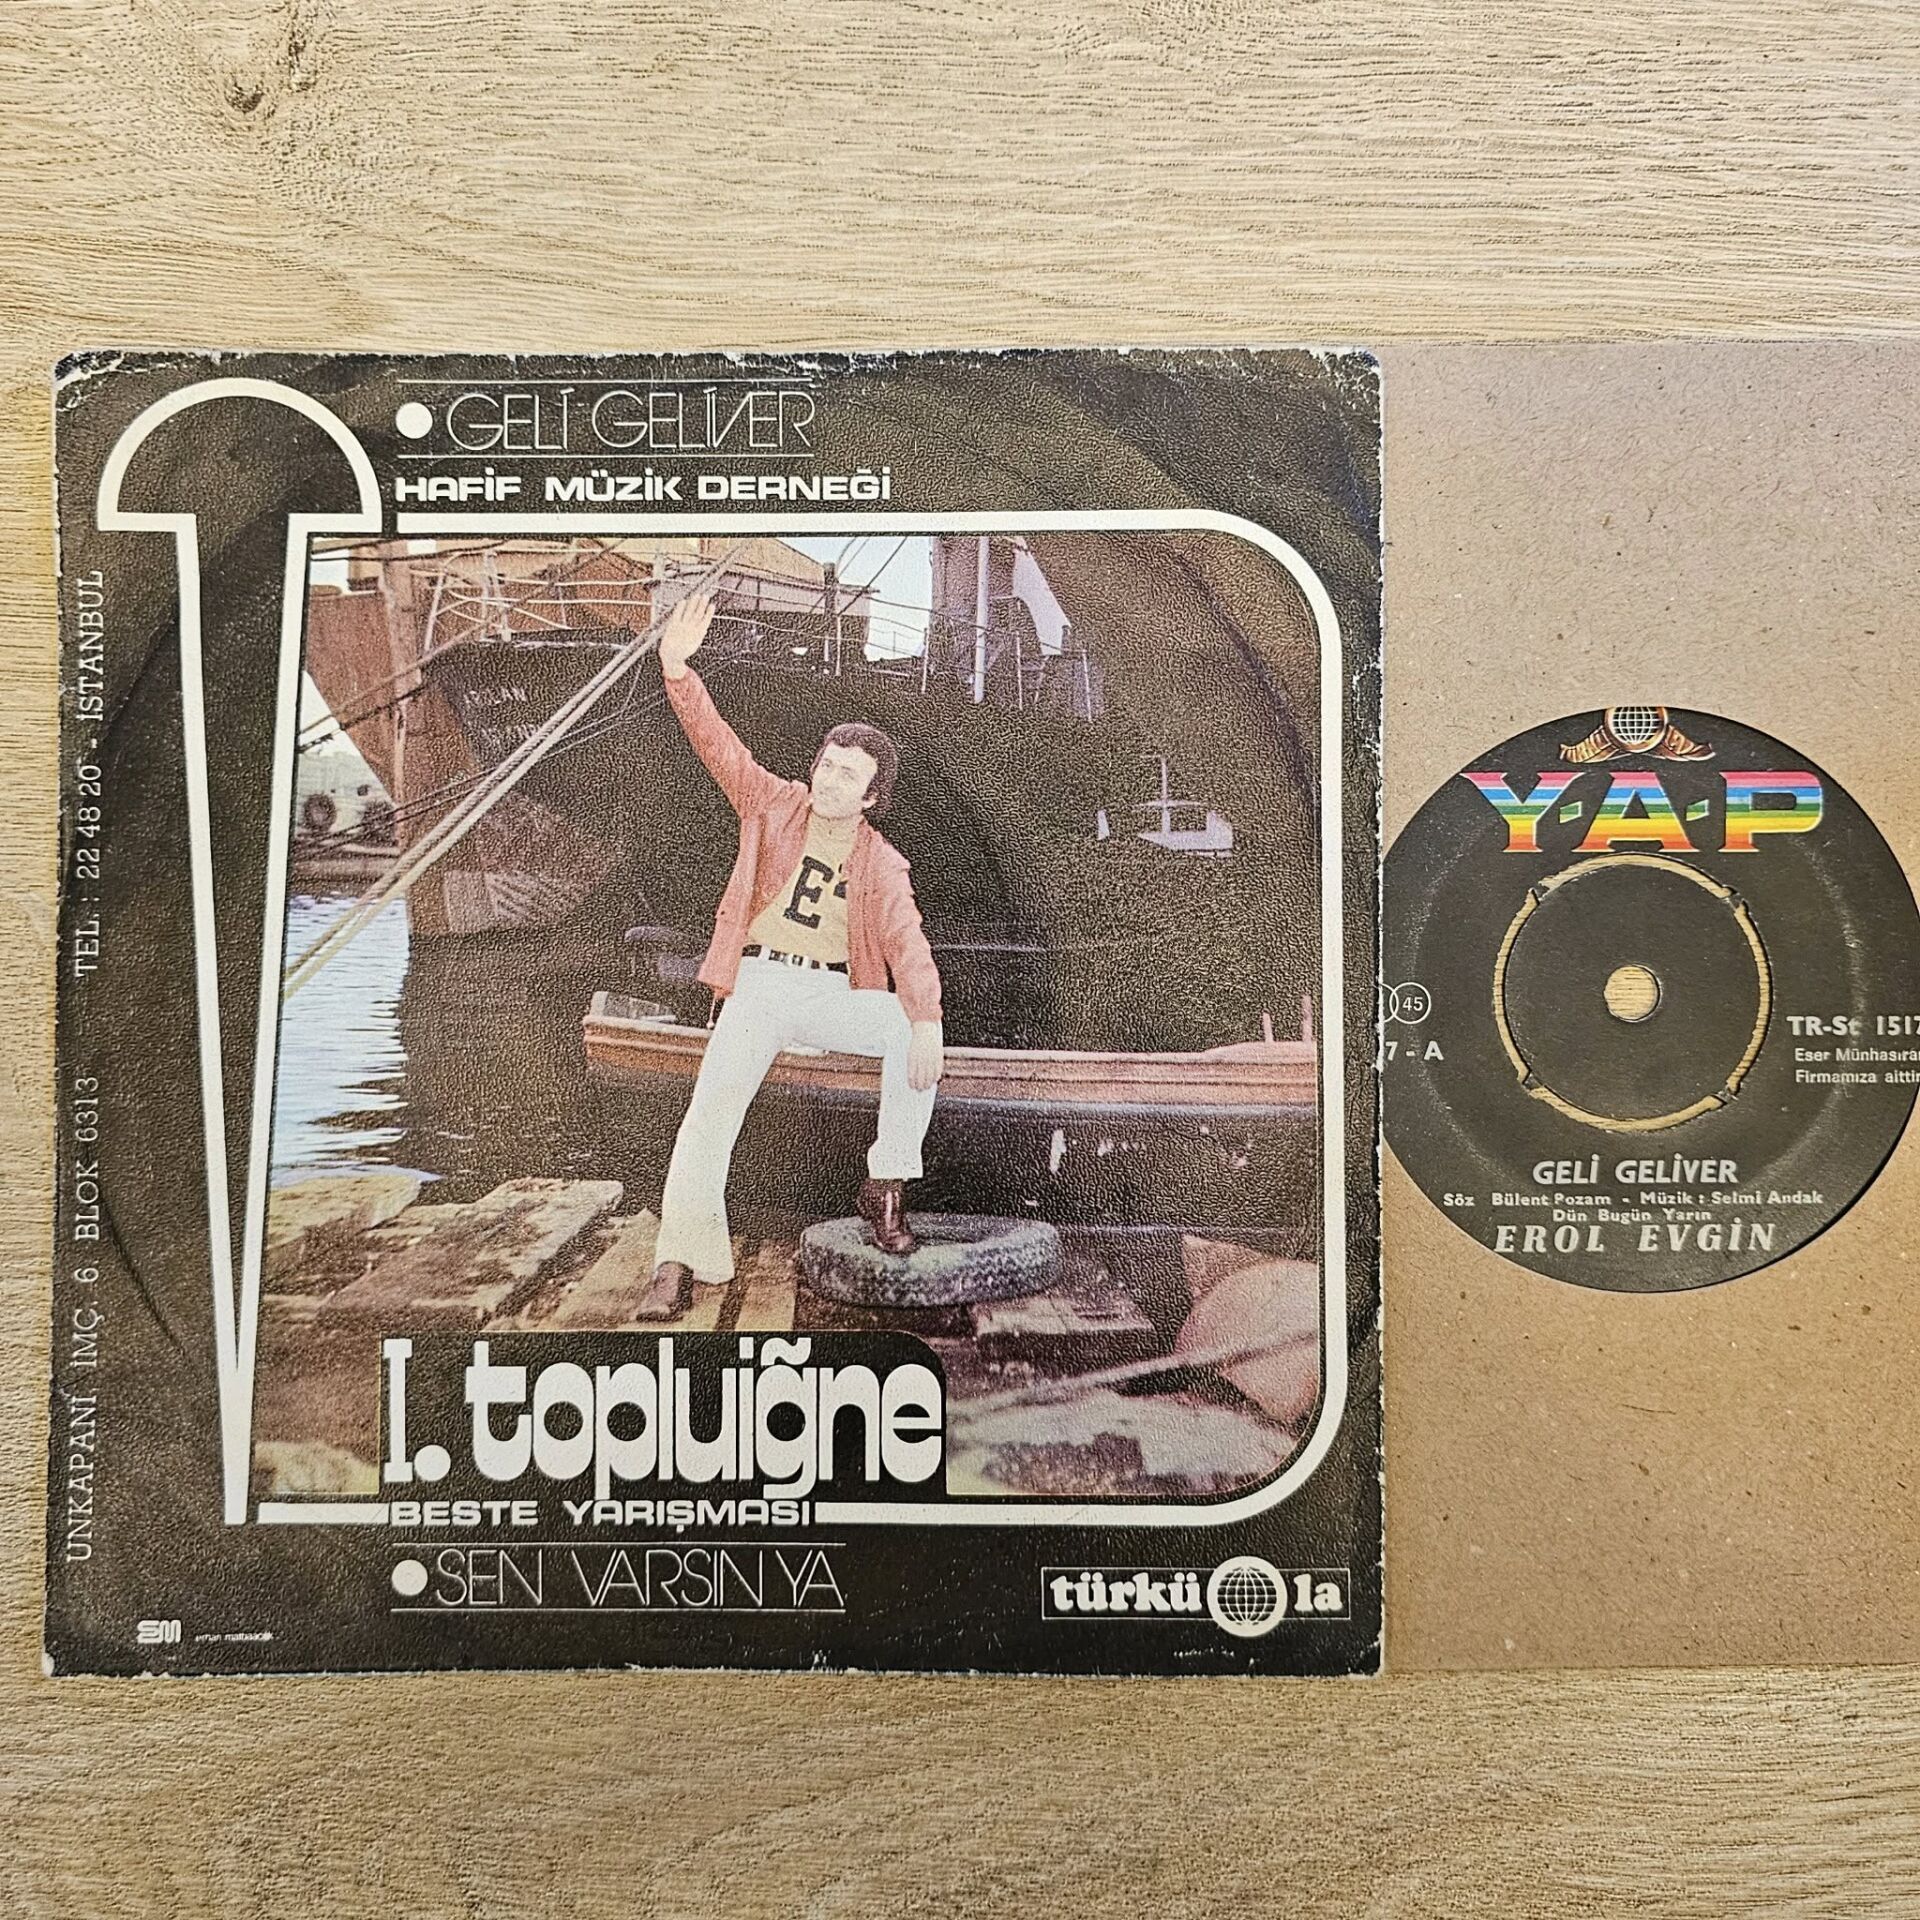 GELİ GELİVER
HAFİF MÜZİK DERNEĞİ
UNKAPANI İMÇ. 6 BLOK 6313 TEL.: 22 48 20 - İSTANBUL
E
I. topluiğne
BESTE YARIŞMASI
SEN VARSIN YA
türkü la
EM
Y-A-P
45
7 - A
TR-St 1517
Eser Münhasıran
Firmamıza aittir
GELİ GELİVER
Söz Bülent Pozam - Müzik : Selmi Andak
Dün Bugün Yarın
EROL EVGİN